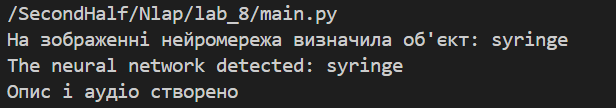 /SecondHalf/Nlap/lab_8/main.py
На зображенні нейромережа визначила об'єкт: syringe
The neural network detected: syringe
Опис і аудіо створено